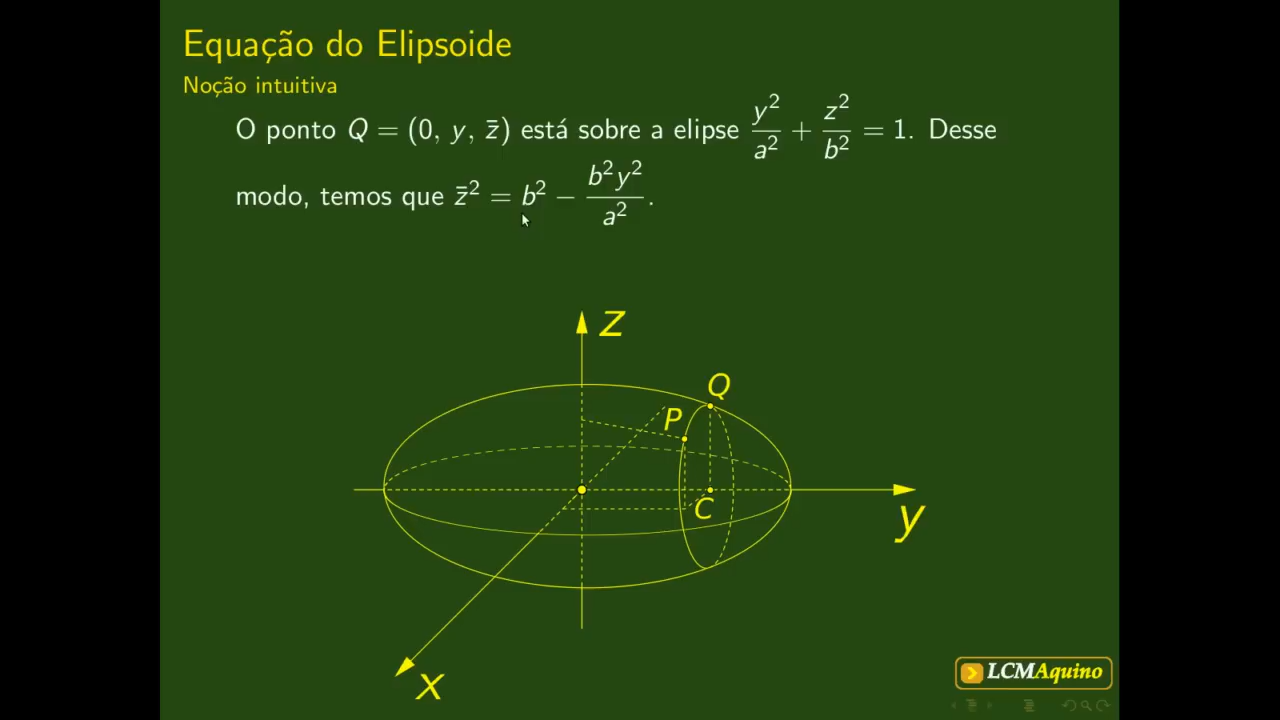 Equação do Elipsoide
Noção intuitiva
O ponto Q = (0, y, z̄) está sobre a elipse y²/a² + z²/b² = 1. Desse
modo, temos que z̄² = b² − b²y²/a².
z
Q
P
C
y
x
LCMAquino